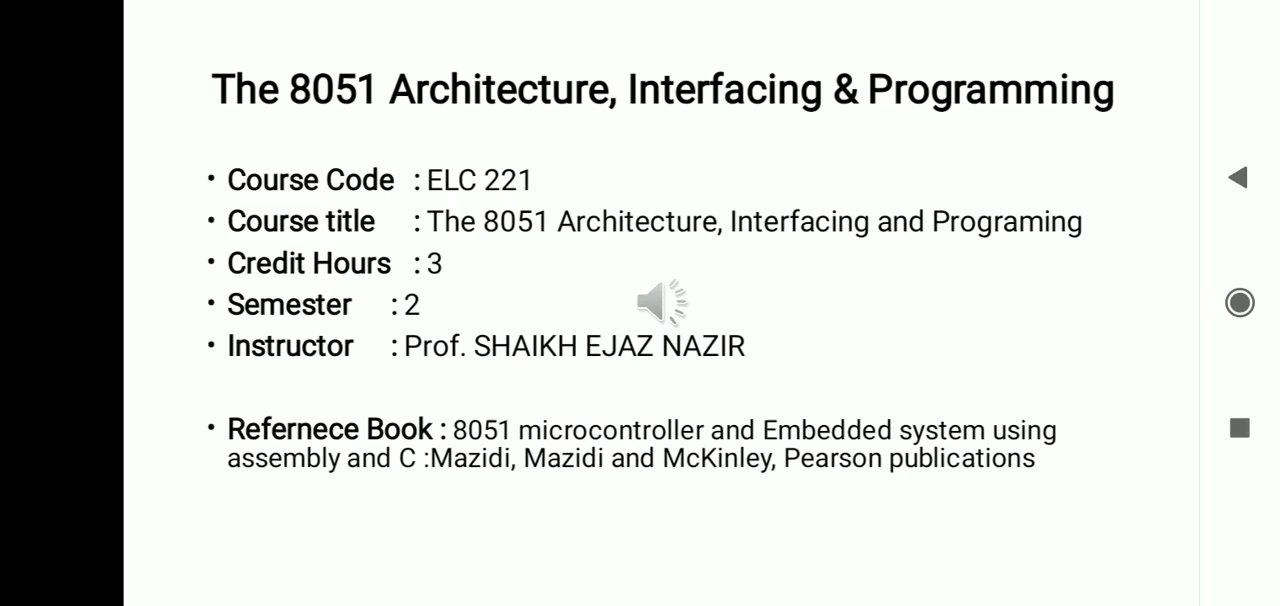 The 8051 Architecture, Interfacing & Programming
• Course Code : ELC 221
• Course title : The 8051 Architecture, Interfacing and Programing
• Credit Hours : 3
• Semester : 2
• Instructor : Prof. SHAIKH EJAZ NAZIR
• Refernece Book : 8051 microcontroller and Embedded system using
assembly and C :Mazidi, Mazidi and McKinley, Pearson publications